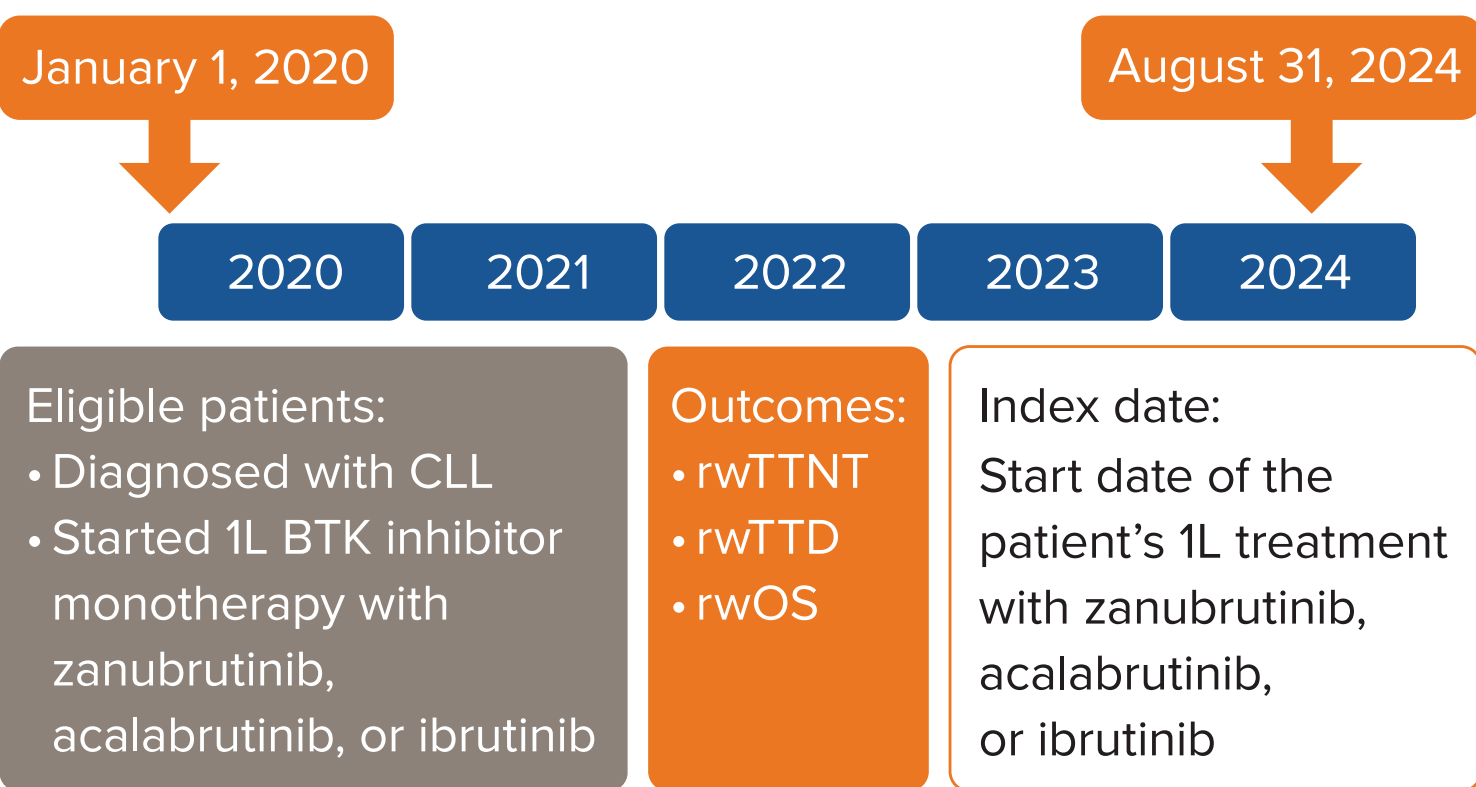 January 1, 2020
August 31, 2024
2020
2021
2022
2023
2024
Eligible patients:
• Diagnosed with CLL
• Started 1L BTK inhibitor
monotherapy with
zanubrutinib,
acalabrutinib, or ibrutinib
Outcomes:
• rwTTNT
• rwTTD
• rwOS
Index date:
Start date of the
patient’s 1L treatment
with zanubrutinib,
acalabrutinib,
or ibrutinib